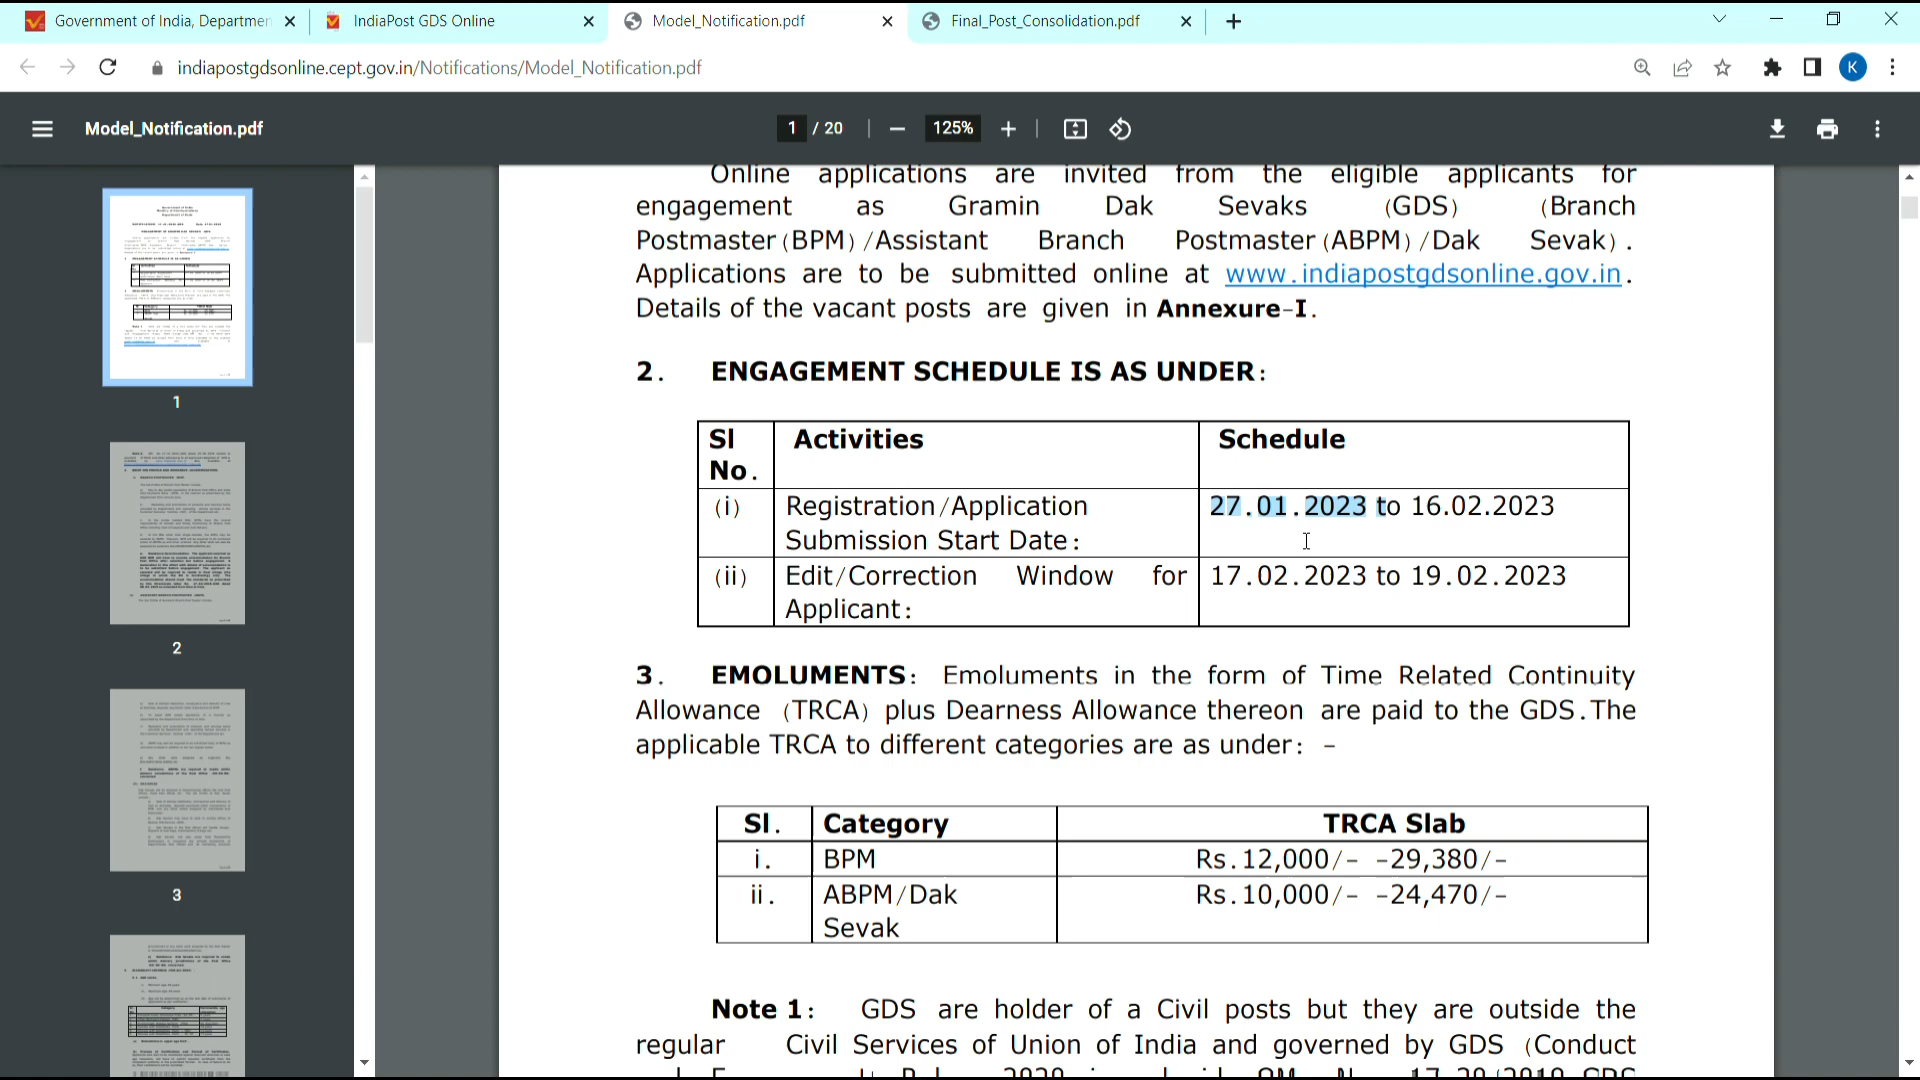 Government of India, Departmen
IndiaPost GDS Online
Model_Notification.pdf
Final_Post_Consolidation.pdf
indiapostgdsonline.cept.gov.in/Notifications/Model_Notification.pdf
K
Model_Notification.pdf
1 / 20
125%
Online applications are invited from the eligible applicants for
engagement as Gramin Dak Sevaks (GDS) (Branch
Postmaster(BPM)/Assistant Branch Postmaster(ABPM)/Dak Sevak).
Applications are to be submitted online at www.indiapostgdsonline.gov.in.
Details of the vacant posts are given in Annexure-I.
2. ENGAGEMENT SCHEDULE IS AS UNDER:
Sl No. Activities Schedule
(i) Registration/Application Submission Start Date: 27.01.2023 to 16.02.2023
(ii) Edit/Correction Window for Applicant: 17.02.2023 to 19.02.2023
3. EMOLUMENTS: Emoluments in the form of Time Related Continuity
Allowance (TRCA) plus Dearness Allowance thereon are paid to the GDS.The
applicable TRCA to different categories are as under: –
Sl. Category TRCA Slab
i. BPM Rs.12,000/- -29,380/-
ii. ABPM/Dak Sevak Rs.10,000/- -24,470/-
Note 1: GDS are holder of a Civil posts but they are outside the
regular Civil Services of Union of India and governed by GDS (Conduct
1
2
3